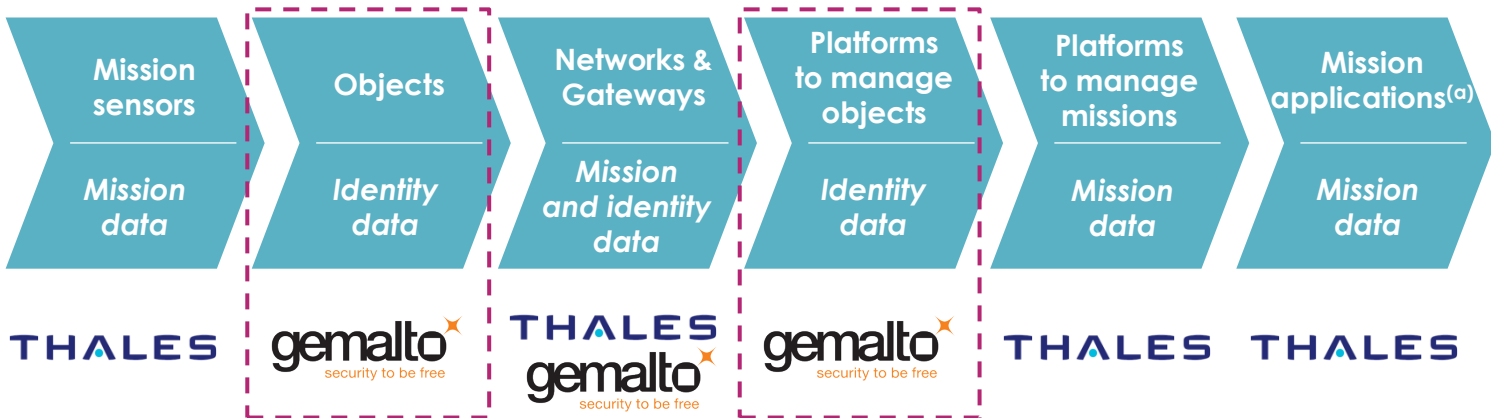 Mission
sensors
Mission
data
Objects
Identity
data
Networks &
Gateways
Mission
and identity
data
Platforms
to manage
objects
Identity
data
Platforms
to manage
missions
Mission
data
Mission
applications(a)
Mission
data
THALES
gemalto
security to be free
THALES
gemalto
security to be free
gemalto
security to be free
THALES
THALES